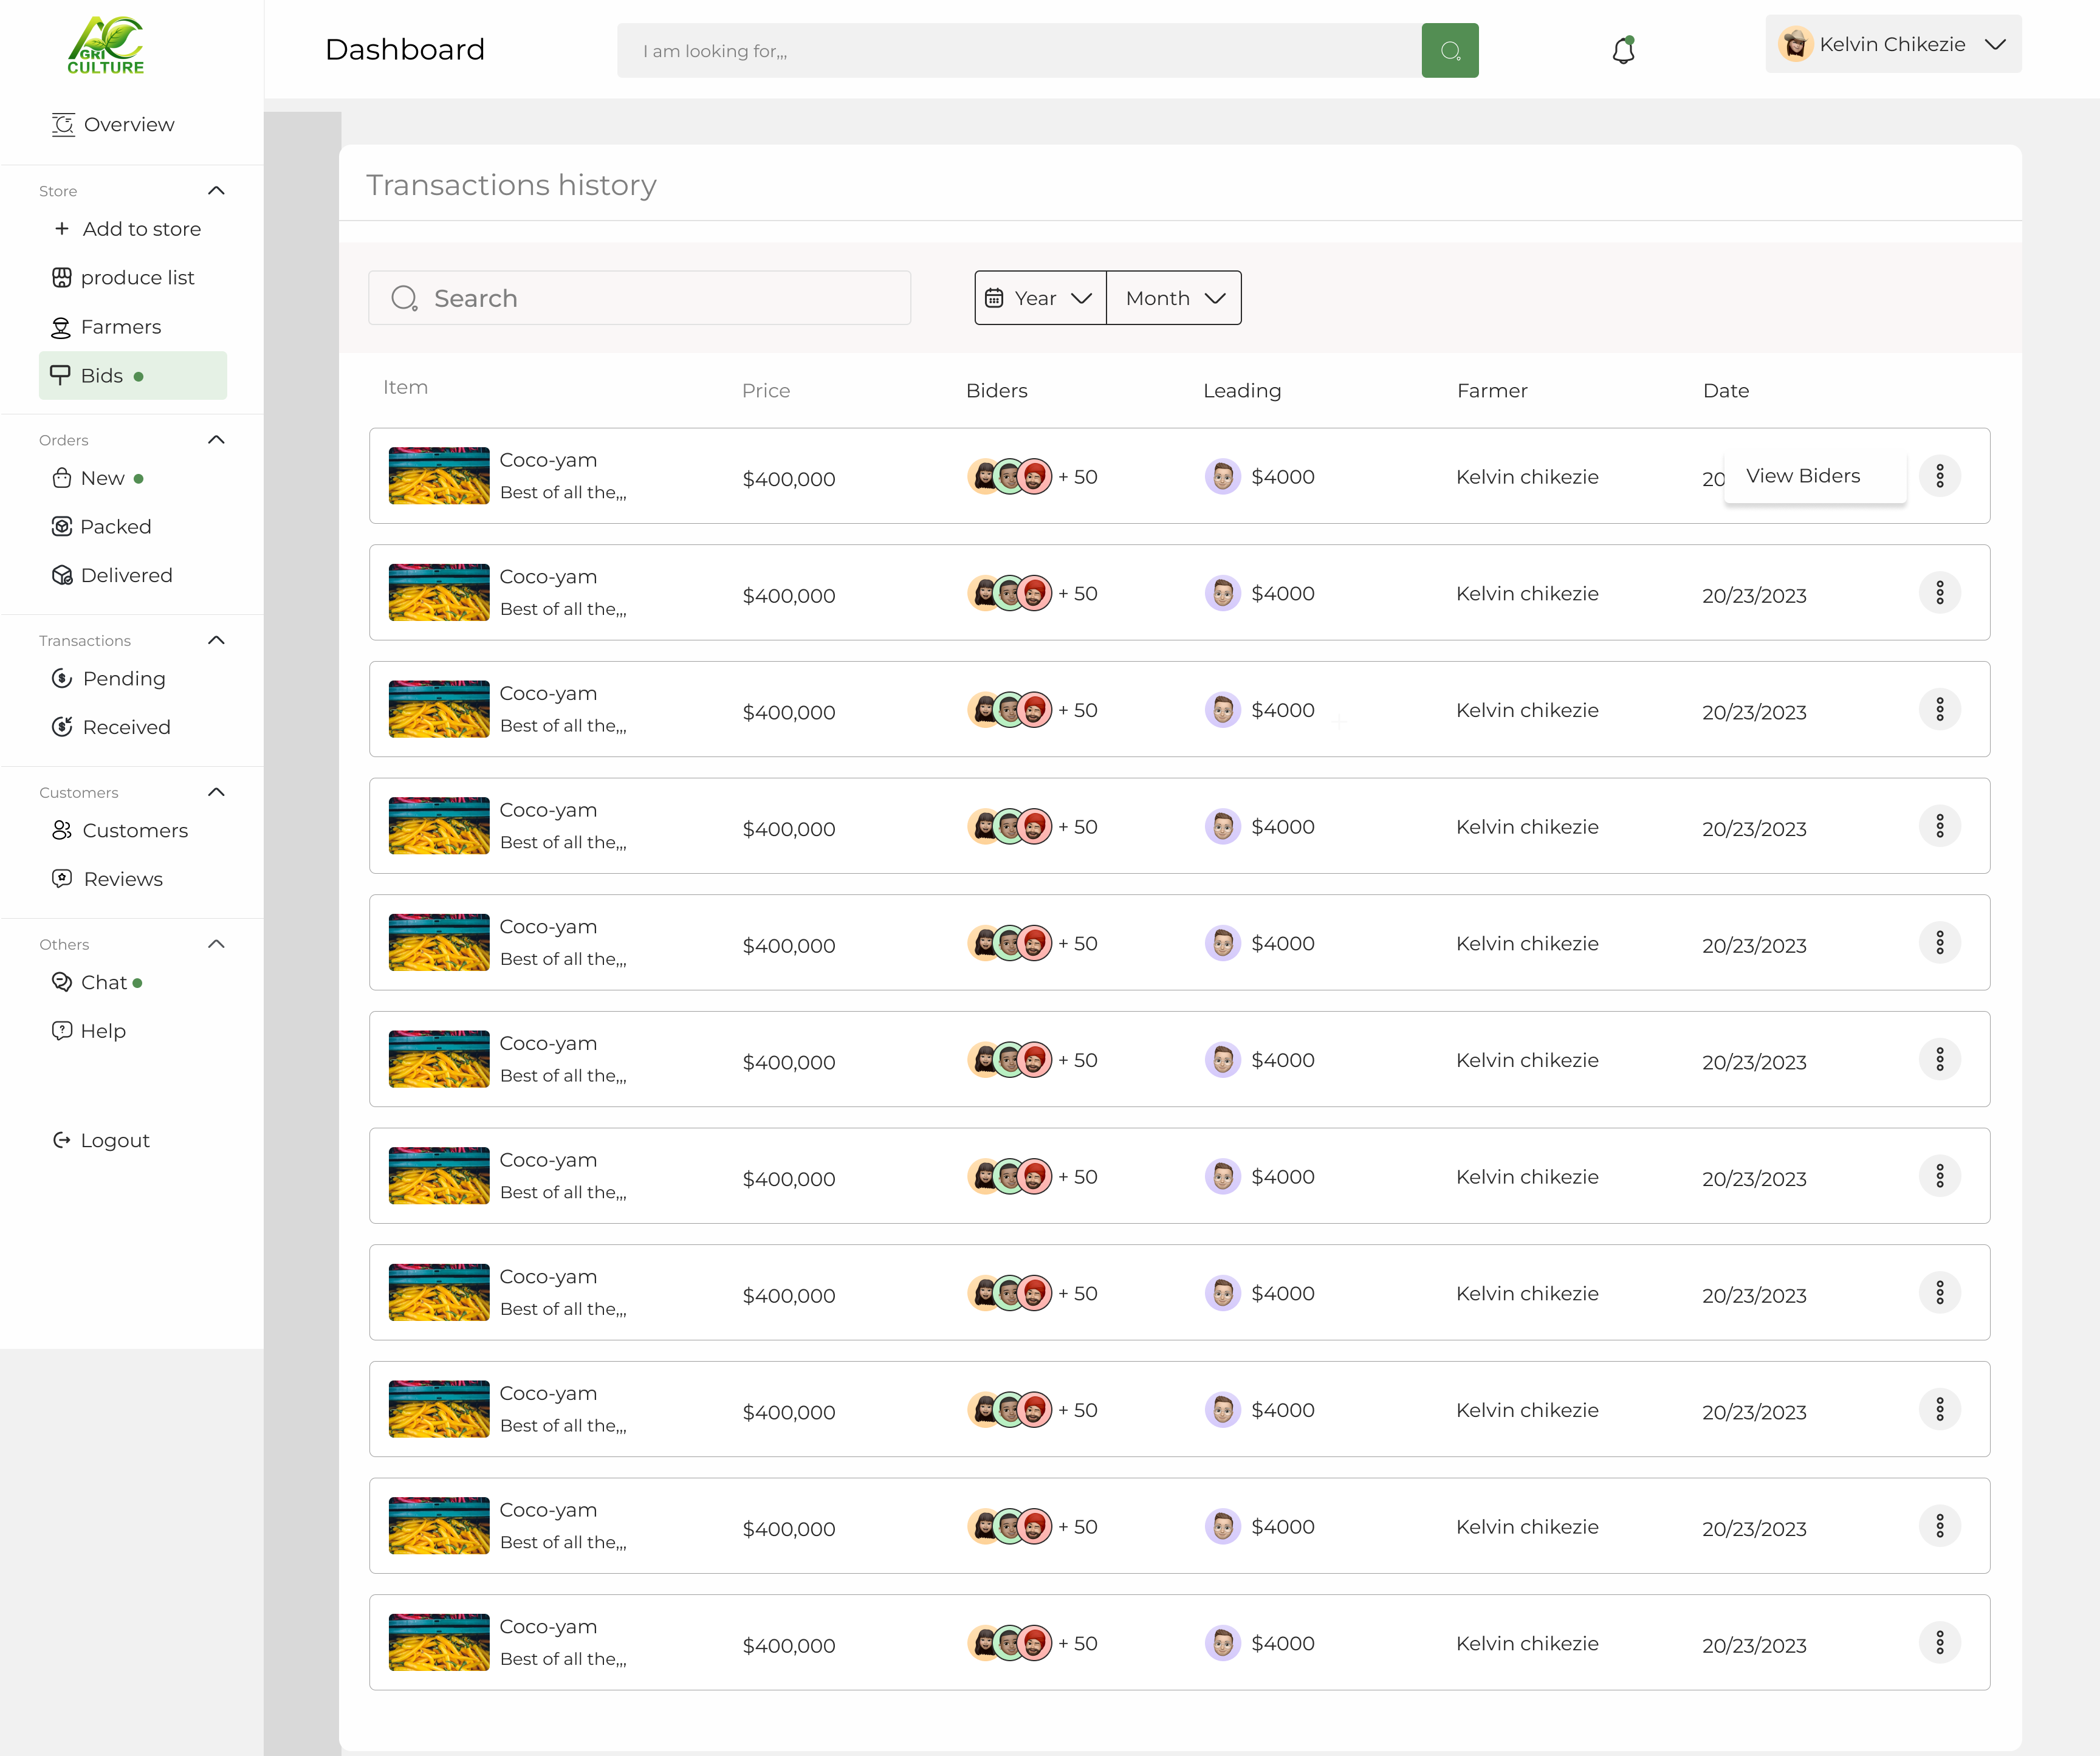 AC
GRI
CULTURE
Dashboard
I am looking for,,,
Kelvin Chikezie
Overview
Store
Add to store
produce list
Farmers
Bids
Orders
New
Packed
Delivered
Transactions
Pending
Received
Customers
Customers
Reviews
Others
Chat
Help
Logout
Transactions history
Search
Year
Month
Item Price Biders Leading Farmer Date
Coco-yam
Best of all the,,,
$400,000 + 50 $4000 Kelvin chikezie 20
View Biders
Coco-yam
Best of all the,,,
$400,000 + 50 $4000 Kelvin chikezie 20/23/2023
Coco-yam
Best of all the,,,
$400,000 + 50 $4000 Kelvin chikezie 20/23/2023
Coco-yam
Best of all the,,,
$400,000 + 50 $4000 Kelvin chikezie 20/23/2023
Coco-yam
Best of all the,,,
$400,000 + 50 $4000 Kelvin chikezie 20/23/2023
Coco-yam
Best of all the,,,
$400,000 + 50 $4000 Kelvin chikezie 20/23/2023
Coco-yam
Best of all the,,,
$400,000 + 50 $4000 Kelvin chikezie 20/23/2023
Coco-yam
Best of all the,,,
$400,000 + 50 $4000 Kelvin chikezie 20/23/2023
Coco-yam
Best of all the,,,
$400,000 + 50 $4000 Kelvin chikezie 20/23/2023
Coco-yam
Best of all the,,,
$400,000 + 50 $4000 Kelvin chikezie 20/23/2023
Coco-yam
Best of all the,,,
$400,000 + 50 $4000 Kelvin chikezie 20/23/2023